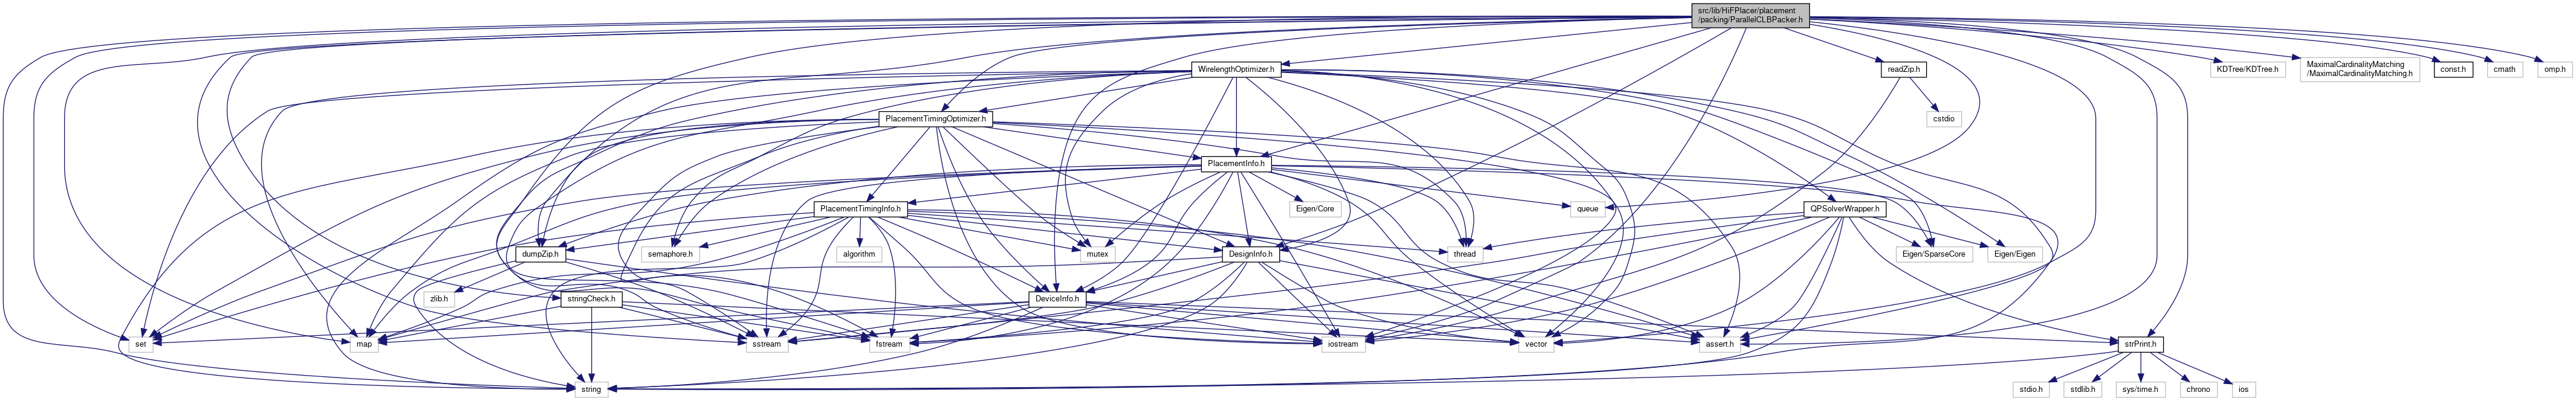 src/lib/HiFPlacer/placement
/packing/ParallelCLBPacker.h
WirelengthOptimizer.h
readZip.h
KDTree/KDTree.h
MaximalCardinalityMatching
/MaximalCardinalityMatching.h
const.h
cmath
omp.h
PlacementTimingOptimizer.h
cstdio
PlacementInfo.h
PlacementTimingInfo.h
Eigen/Core
queue
QPSolverWrapper.h
dumpZip.h
semaphore.h
algorithm
mutex
DesignInfo.h
thread
Eigen/SparseCore
Eigen/Eigen
zlib.h
stringCheck.h
DeviceInfo.h
set
map
sstream
fstream
iostream
vector
assert.h
strPrint.h
string
stdio.h
stdlib.h
sys/time.h
chrono
ios